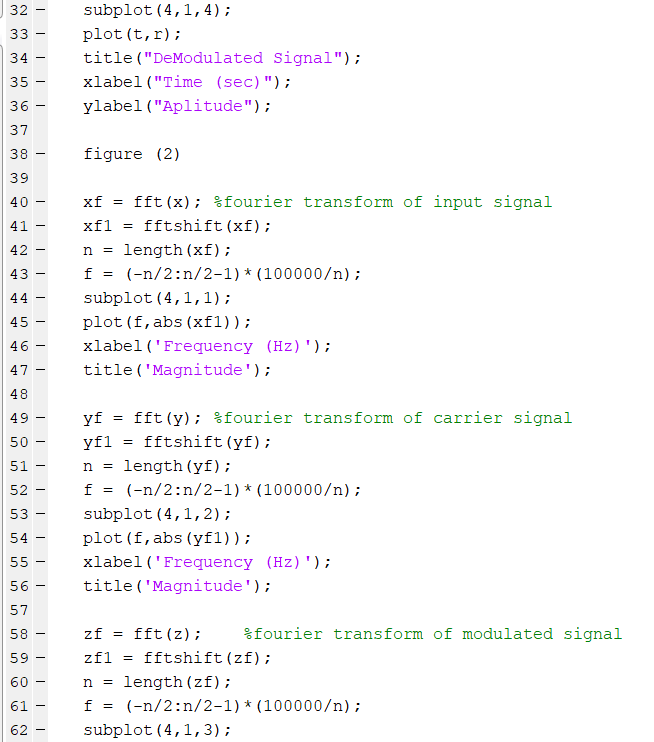 32 – subplot(4,1,4);
33 – plot(t,r);
34 – title("DeModulated Signal");
35 – xlabel("Time (sec)");
36 – ylabel("Aplitude");
37
38 – figure (2)
39
40 – xf = fft(x); %fourier transform of input signal
41 – xf1 = fftshift(xf);
42 – n = length(xf);
43 – f = (-n/2:n/2-1)*(100000/n);
44 – subplot(4,1,1);
45 – plot(f,abs(xf1));
46 – xlabel('Frequency (Hz)');
47 – title('Magnitude');
48
49 – yf = fft(y); %fourier transform of carrier signal
50 – yf1 = fftshift(yf);
51 – n = length(yf);
52 – f = (-n/2:n/2-1)*(100000/n);
53 – subplot(4,1,2);
54 – plot(f,abs(yf1));
55 – xlabel('Frequency (Hz)');
56 – title('Magnitude');
57
58 – zf = fft(z);    %fourier transform of modulated signal
59 – zf1 = fftshift(zf);
60 – n = length(zf);
61 – f = (-n/2:n/2-1)*(100000/n);
62 – subplot(4,1,3);